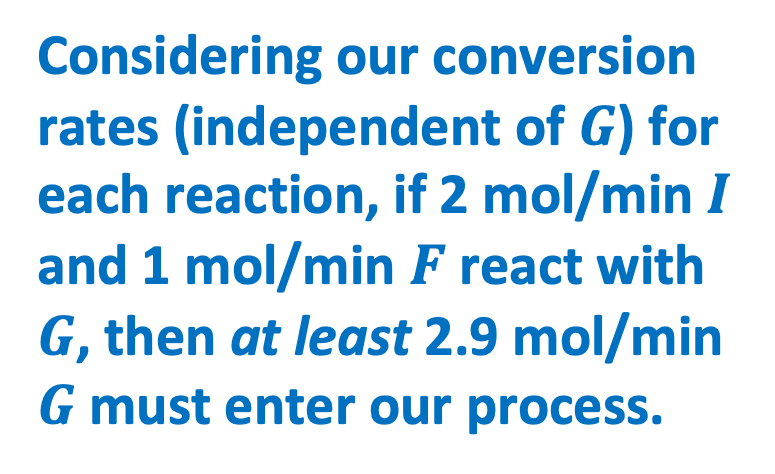 Considering our conversion
rates (independent of G) for
each reaction, if 2 mol/min I
and 1 mol/min F react with
G, then at least 2.9 mol/min
G must enter our process.